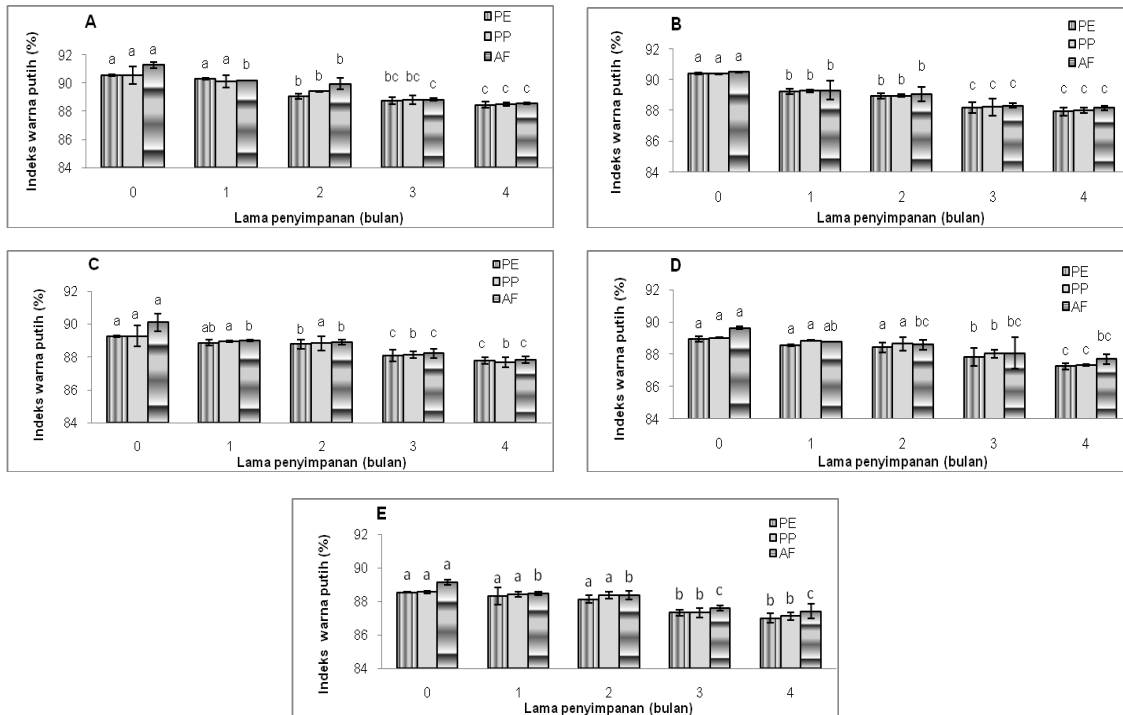 A
PE
PP
AF
Indeks warna putih (%)
92
90
88
86
84
a a a a a b b b b bc bc c c c c
0 1 2 3 4
Lama penyimpanan (bulan)
B
PE
PP
AF
Indeks warna putih (%)
92
90
88
86
84
a a a b b b b b b c c c c c c
0 1 2 3 4
Lama penyimpanan (bulan)
C
PE
PP
AF
Indeks warna putih (%)
92
90
88
86
84
a a a ab a b b a b c b c c b c
0 1 2 3 4
Lama penyimpanan (bulan)
D
PE
PP
AF
Indeks warna putih (%)
92
90
88
86
84
a a a a a ab a a bc b b bc c c bc
0 1 2 3 4
Lama penyimpanan (bulan)
E
PE
PP
AF
Indeks warna putih (%)
92
90
88
86
84
a a a a a b a a b b b c b b c
0 1 2 3 4
Lama penyimpanan (bulan)